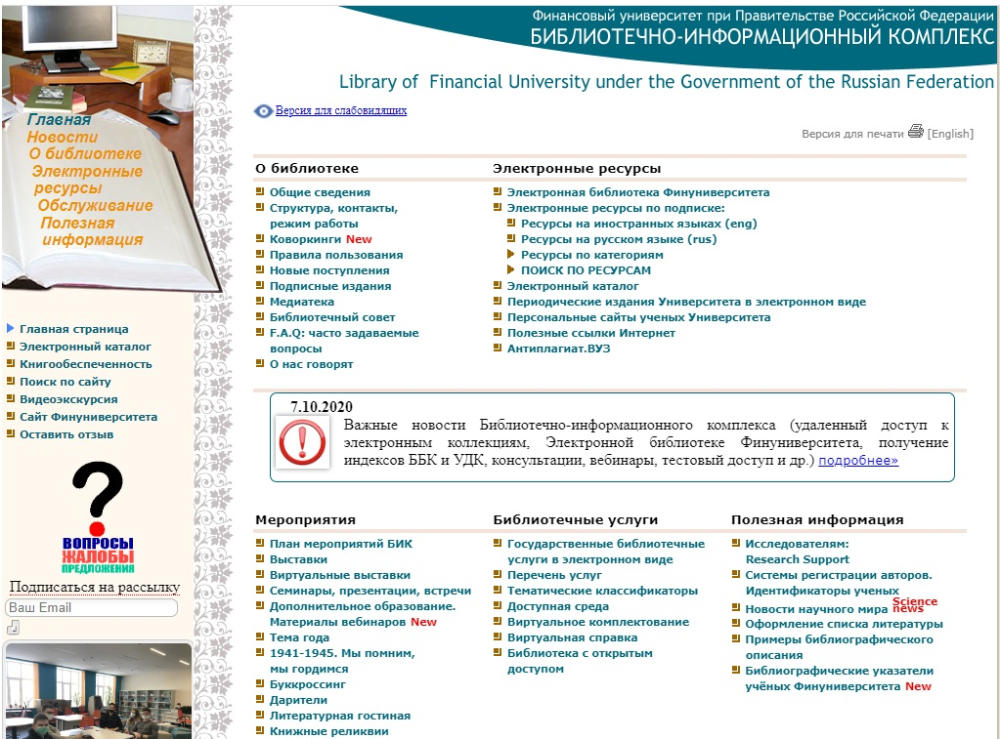 Финансовый университет при Правительстве Российской Федерации
БИБЛИОТЕЧНО-ИНФОРМАЦИОННЫЙ КОМПЛЕКС
Library of Financial University under the Government of the Russian Federation
Версия для слабовидящих
Версия для печати [English]
Главная
Новости
О библиотеке
Электронные
ресурсы
Обслуживание
Полезная
информация
Главная страница
Электронный каталог
Книгообеспеченность
Поиск по сайту
Видеоэкскурсия
Сайт Финуниверситета
Оставить отзыв
?
ВОПРОСЫ
ЖАЛОБЫ
ПРЕДЛОЖЕНИЯ
Подписаться на рассылку
Ваш Email
О библиотеке
Общие сведения
Структура, контакты,
режим работы
Коворкинги New
Правила пользования
Новые поступления
Подписные издания
Медиатека
Библиотечный совет
F.A.Q: часто задаваемые
вопросы
О нас говорят
Электронные ресурсы
Электронная библиотека Финуниверситета
Электронные ресурсы по подписке:
Ресурсы на иностранных языках (eng)
Ресурсы на русском языке (rus)
Ресурсы по категориям
ПОИСК ПО РЕСУРСАМ
Электронный каталог
Периодические издания Университета в электронном виде
Персональные сайты ученых Университета
Полезные ссылки Интернет
Антиплагиат.ВУЗ
7.10.2020
Важные новости Библиотечно-информационного комплекса (удаленный доступ к
электронным коллекциям, Электронной библиотеке Финуниверситета, получение
индексов ББК и УДК, консультации, вебинары, тестовый доступ и др.) подробнее»
Мероприятия
План мероприятий БИК
Выставки
Виртуальные выставки
Семинары, презентации, встречи
Дополнительное образование.
Материалы вебинаров New
Тема года
1941-1945. Мы помним,
мы гордимся
Буккроссинг
Дарители
Литературная гостиная
Книжные реликвии
Библиотечные услуги
Государственные библиотечные
услуги в электронном виде
Перечень услуг
Тематические классификаторы
Доступная среда
Виртуальное комплектование
Виртуальная справка
Библиотека с открытым
доступом
Полезная информация
Исследователям:
Research Support
Системы регистрации авторов.
Идентификаторы ученых
Новости научного мира Science news
Оформление списка литературы
Примеры библиографического
описания
Библиографические указатели
учёных Финуниверситета New